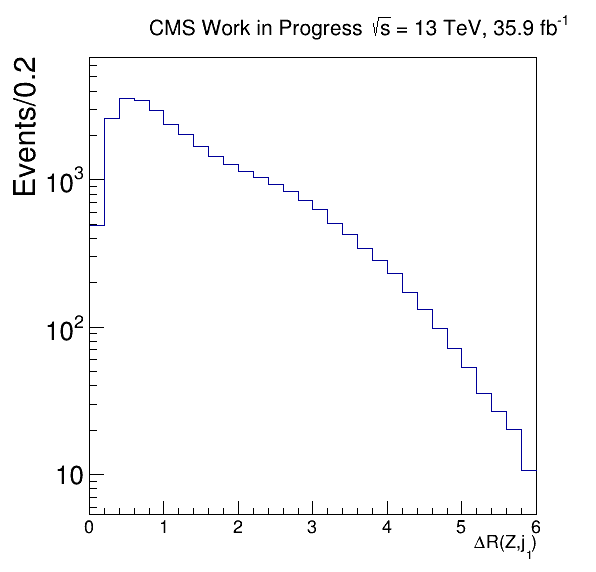 CMS Work in Progress √s = 13 TeV, 35.9 fb⁻¹
Events/0.2
10³
10²
10
0 1 2 3 4 5 6
ΔR(Z,j₁)